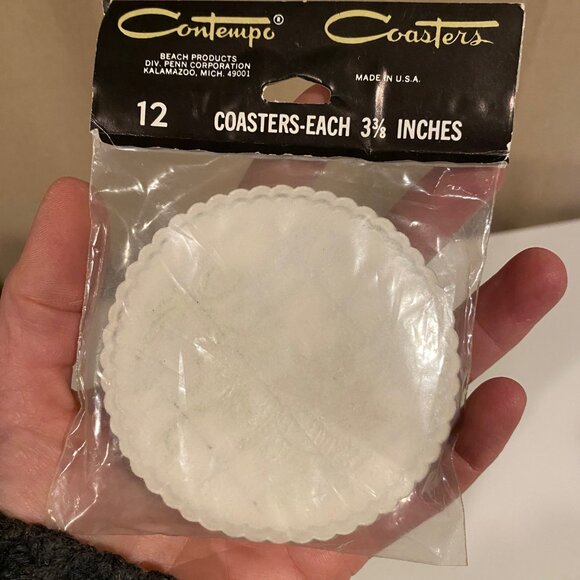 Contempo® Coasters
BEACH PRODUCTS
DIV. PENN CORPORATION
KALAMAZOO, MICH. 49001
MADE IN U.S.A.
12 COASTERS-EACH 3⅜ INCHES